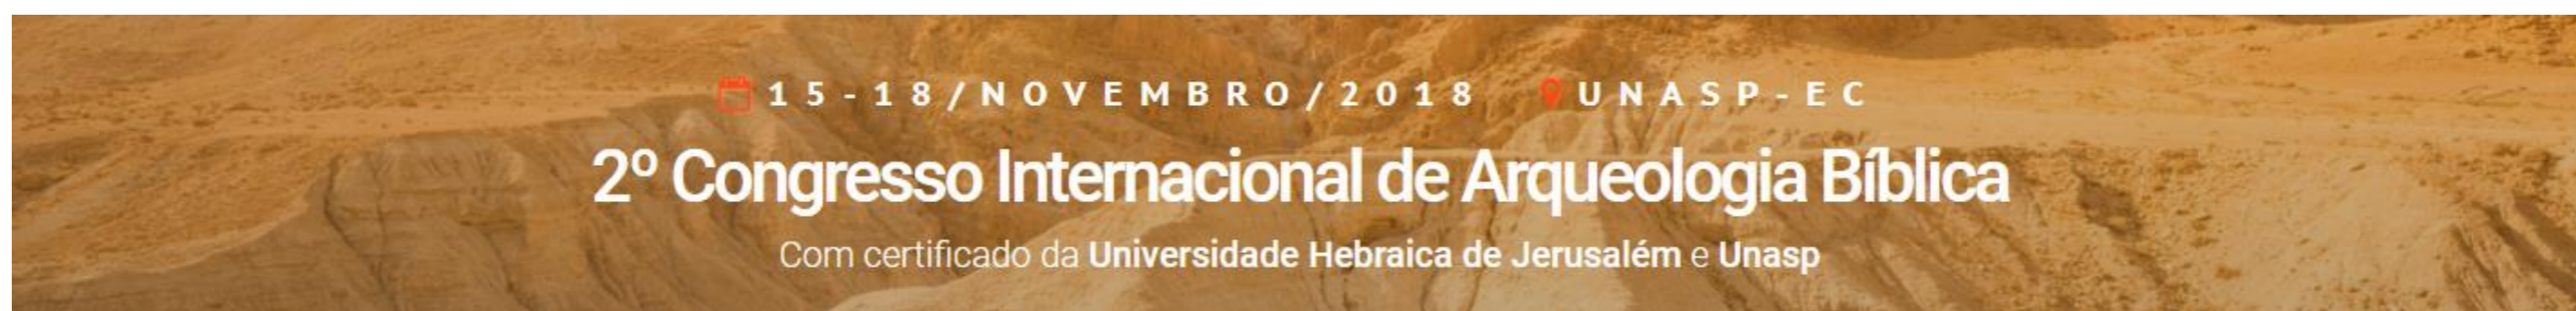 15-18/NOVEMBRO/2018 UNASP-EC
2º Congresso Internacional de Arqueologia Bíblica
Com certificado da Universidade Hebraica de Jerusalém e Unasp